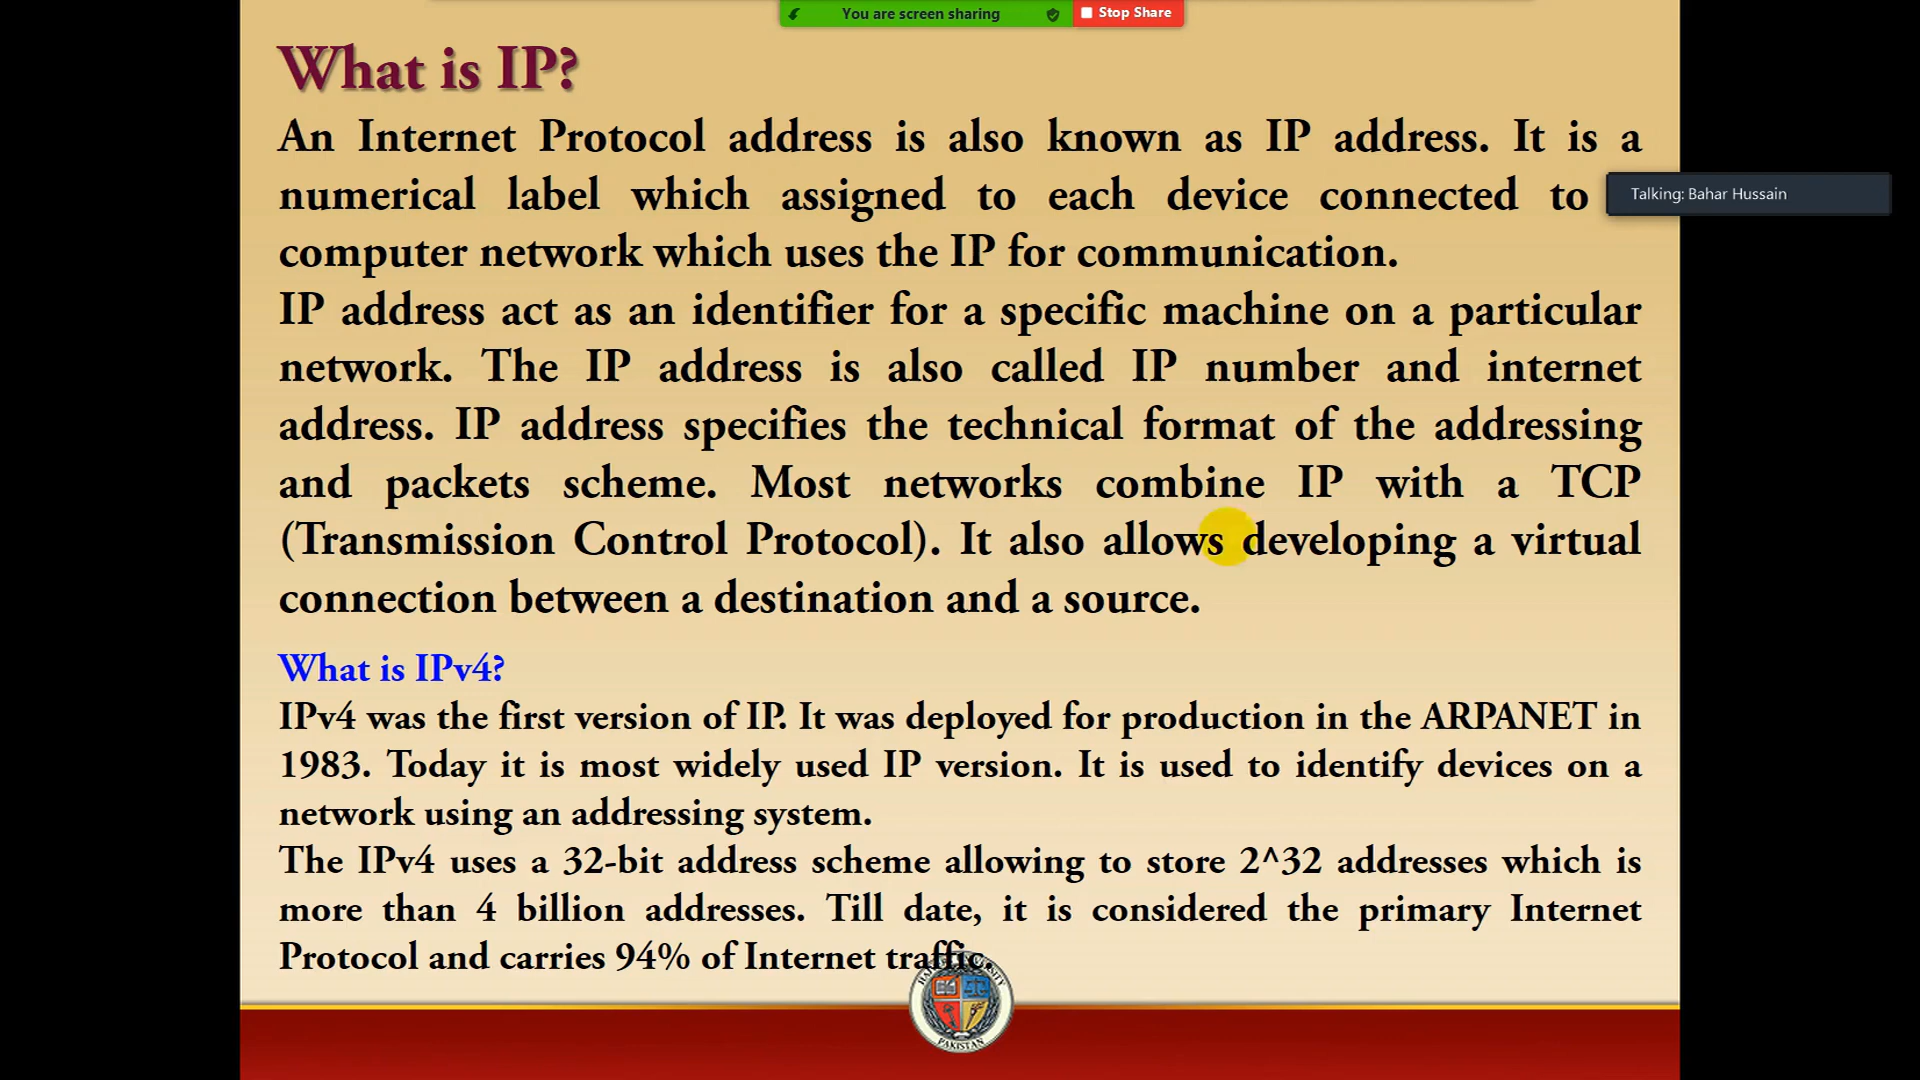 You are screen sharing
Stop Share
What is IP?
An Internet Protocol address is also known as IP address. It is a
numerical label which assigned to each device connected to
Talking: Bahar Hussain
computer network which uses the IP for communication.
IP address act as an identifier for a specific machine on a particular
network. The IP address is also called IP number and internet
address. IP address specifies the technical format of the addressing
and packets scheme. Most networks combine IP with a TCP
(Transmission Control Protocol). It also allows developing a virtual
connection between a destination and a source.
What is IPv4?
IPv4 was the first version of IP. It was deployed for production in the ARPANET in
1983. Today it is most widely used IP version. It is used to identify devices on a
network using an addressing system.
The IPv4 uses a 32-bit address scheme allowing to store 2^32 addresses which is
more than 4 billion addresses. Till date, it is considered the primary Internet
Protocol and carries 94% of Internet traffic.
PAKISTAN